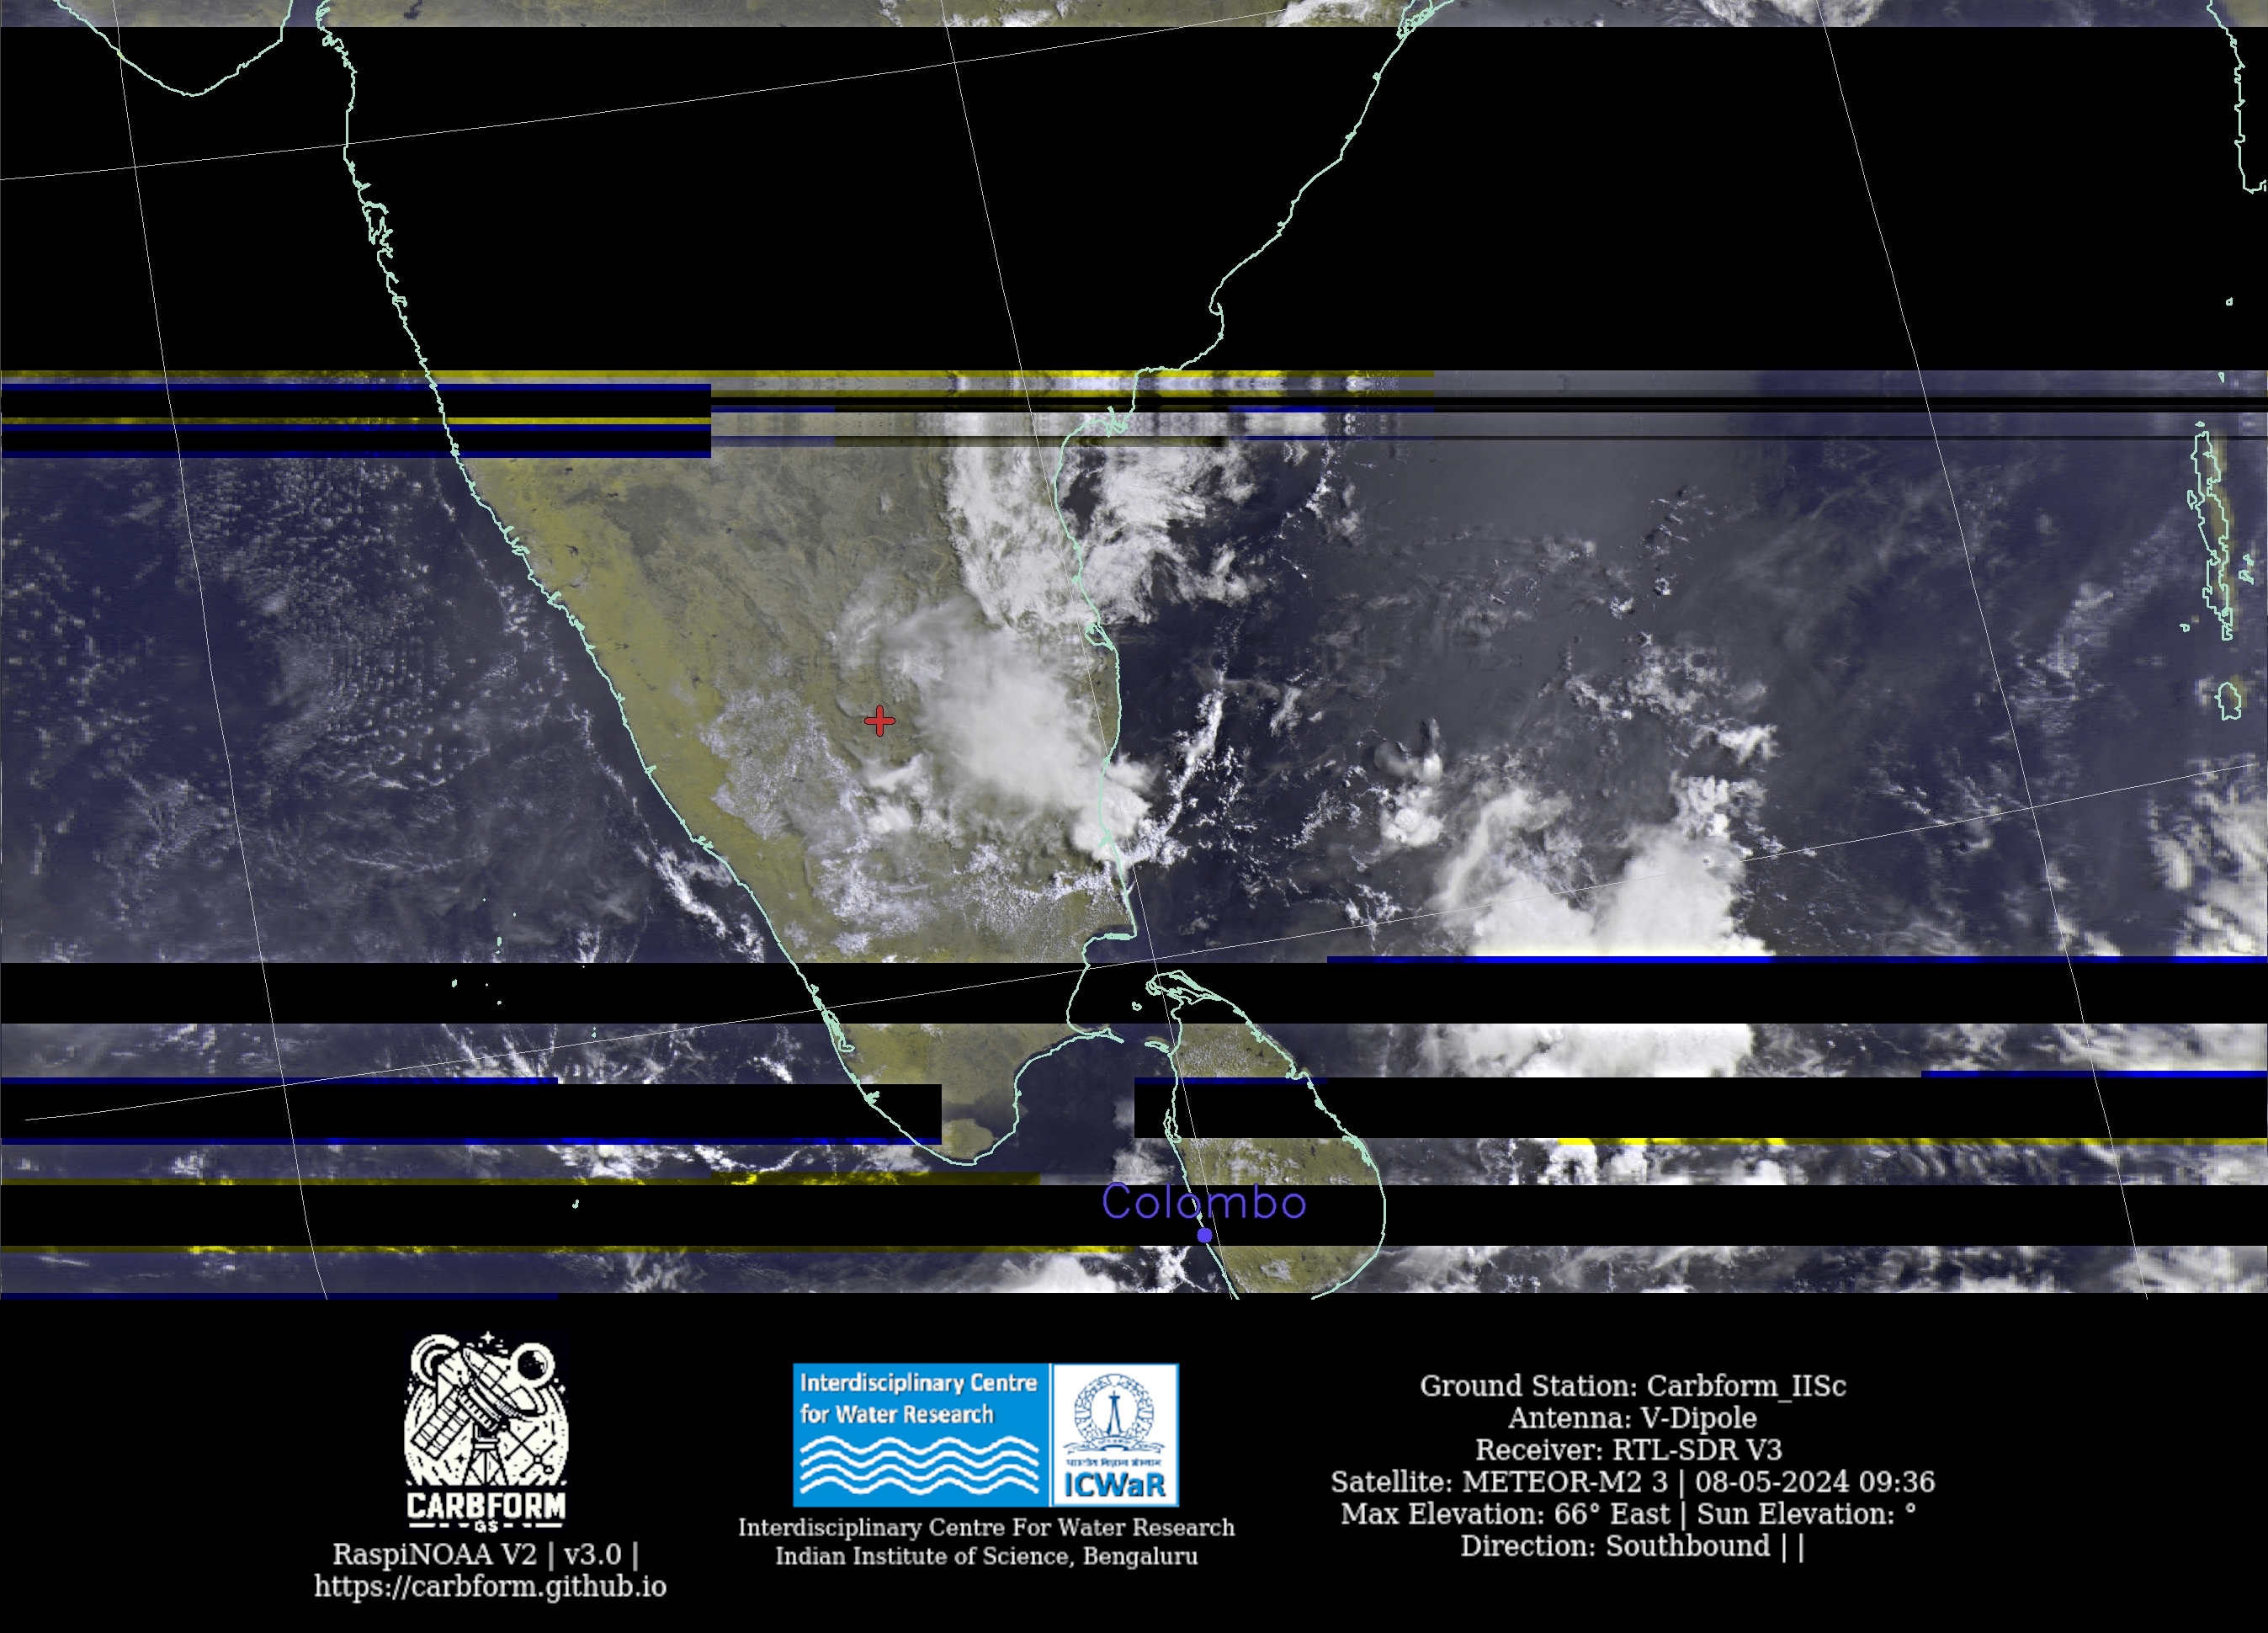 Colombo
CARBFORM
GS
RaspiNOAA V2 | v3.0 |
https://carbform.github.io
Interdisciplinary Centre
for Water Research
ICWaR
Interdisciplinary Centre For Water Research
Indian Institute of Science, Bengaluru
Ground Station: Carbform_IISc
Antenna: V-Dipole
Receiver: RTL-SDR V3
Satellite: METEOR-M2 3 | 08-05-2024 09:36
Max Elevation: 66° East | Sun Elevation: °
Direction: Southbound | |